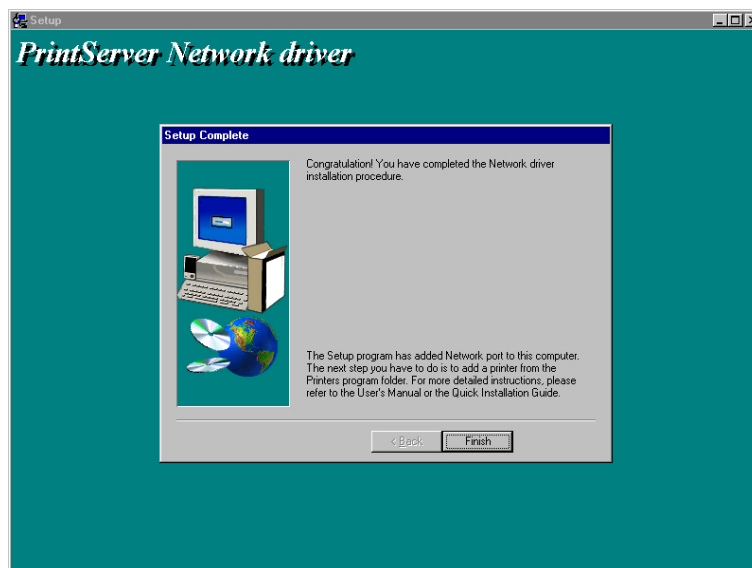 Setup
PrintServer Network driver
Setup Complete
Congratulation! You have completed the Network driver
installation procedure.
The Setup program has added Network port to this computer.
The next step you have to do is to add a printer from the
Printers program folder. For more detailed instructions, please
refer to the User's Manual or the Quick Installation Guide.
< Back
Finish